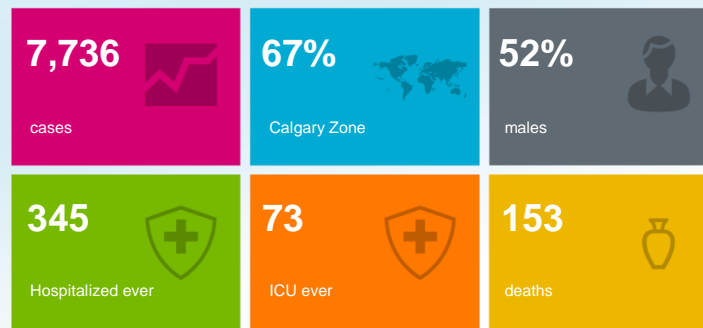 7,736
cases
67%
Calgary Zone
52%
males
345
Hospitalized ever
73
ICU ever
153
deaths